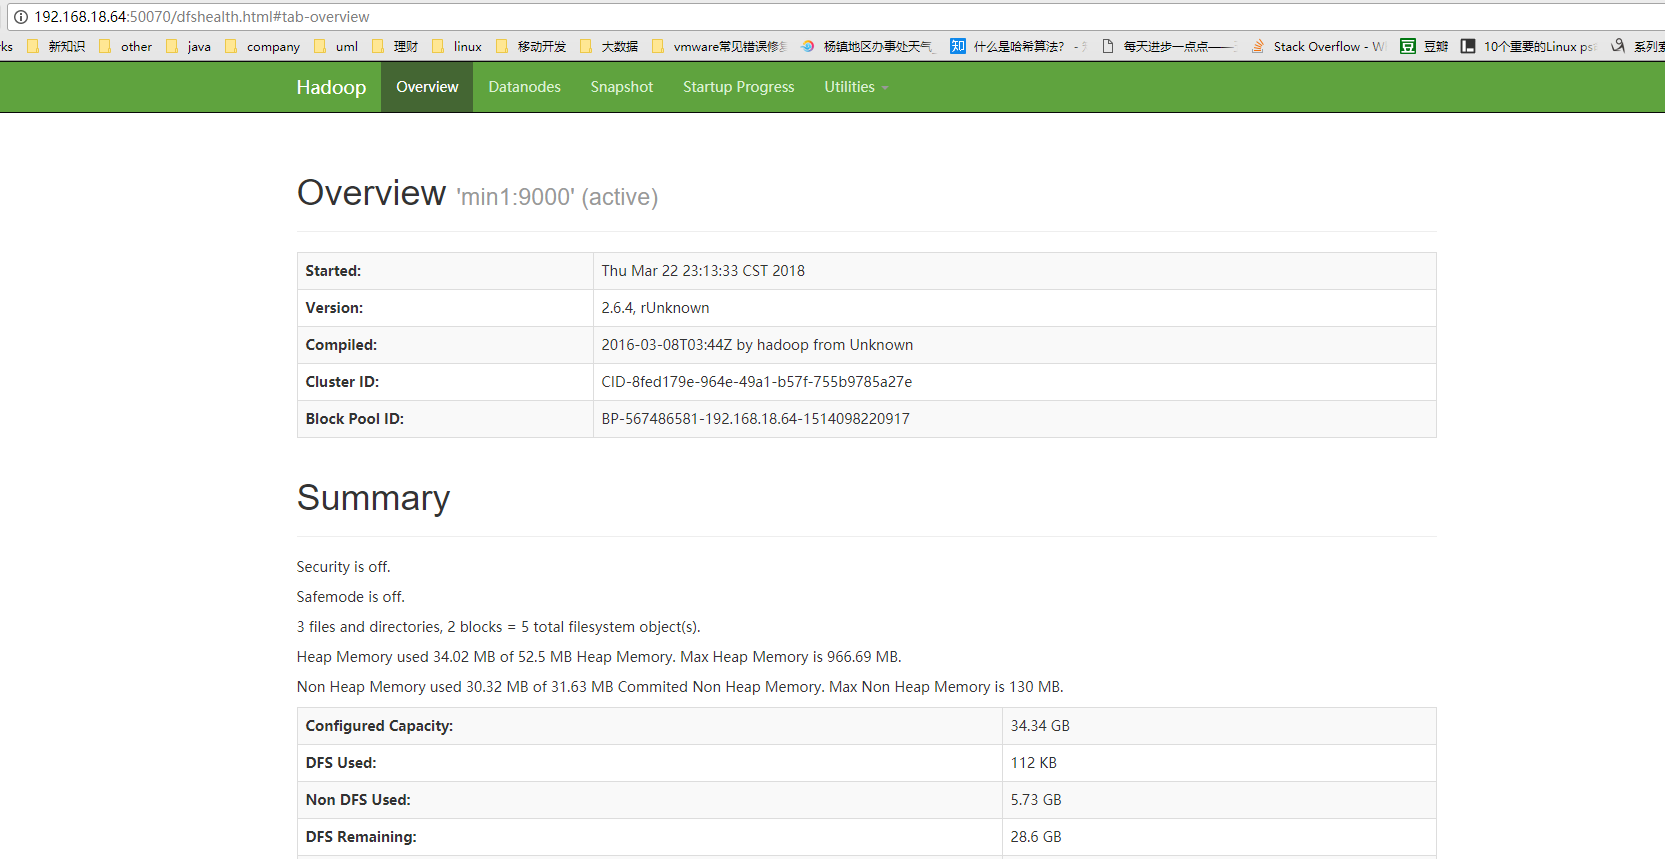 192.168.18.64:50070/dfshealth.html#tab-overview
ks 新知识 other java company uml 理财 linux 移动开发 大数据 vmware常见错误修 杨镇地区办事处天气 什么是哈希算法? - 每天进步一点点—— Stack Overflow - W 豆瓣 10个重要的Linux ps 系列
Hadoop Overview Datanodes Snapshot Startup Progress Utilities
Overview 'min1:9000' (active)
Started: Thu Mar 22 23:13:33 CST 2018
Version: 2.6.4, rUnknown
Compiled: 2016-03-08T03:44Z by hadoop from Unknown
Cluster ID: CID-8fed179e-964e-49a1-b57f-755b9785a27e
Block Pool ID: BP-567486581-192.168.18.64-1514098220917
Summary
Security is off.
Safemode is off.
3 files and directories, 2 blocks = 5 total filesystem object(s).
Heap Memory used 34.02 MB of 52.5 MB Heap Memory. Max Heap Memory is 966.69 MB.
Non Heap Memory used 30.32 MB of 31.63 MB Commited Non Heap Memory. Max Non Heap Memory is 130 MB.
Configured Capacity: 34.34 GB
DFS Used: 112 KB
Non DFS Used: 5.73 GB
DFS Remaining: 28.6 GB